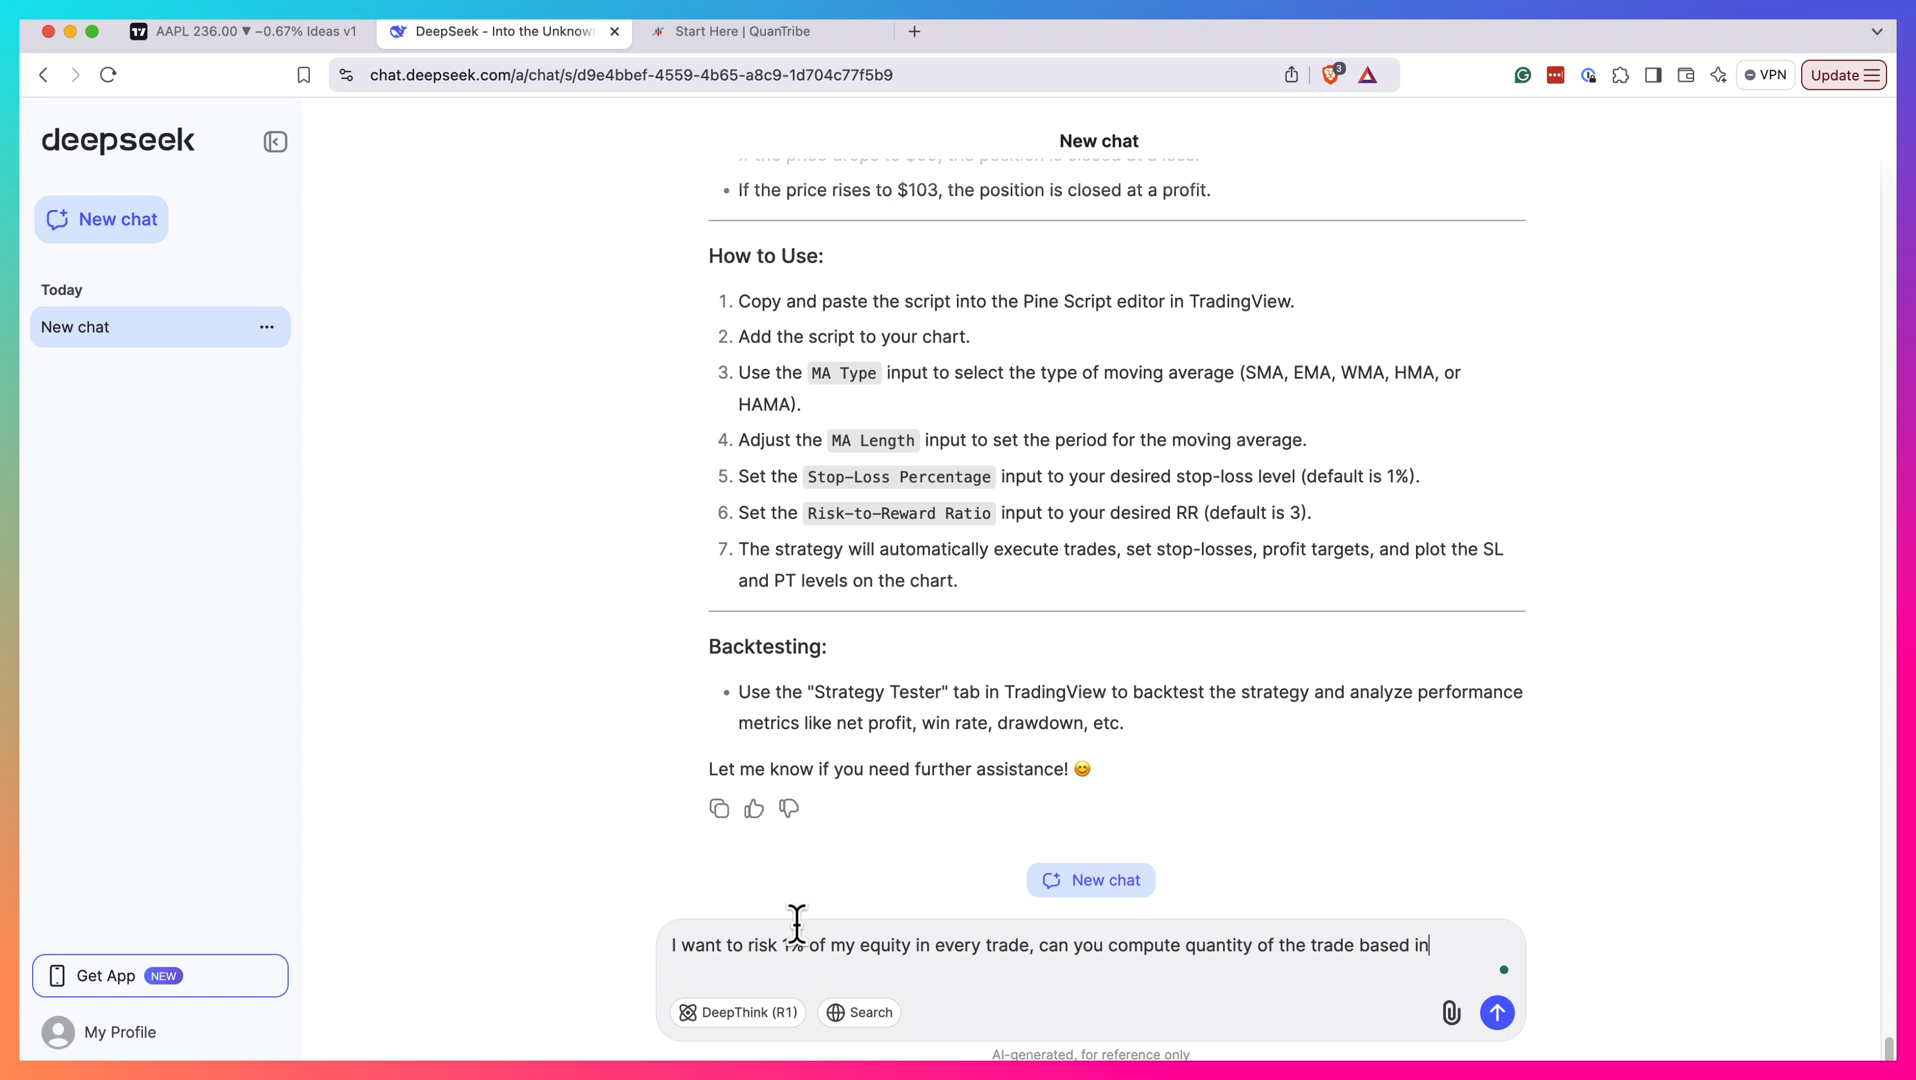 AAPL 236.00 ▼ −0.67% Ideas v1
DeepSeek - Into the Unknow
Start Here | QuanTribe
chat.deepseek.com/a/chat/s/d9e4bbef-4559-4b65-a8c9-1d704c77f5b9
3
VPN
Update
deepseek
New chat
Today
New chat
Get App NEW
My Profile
New chat
• If the price rises to $103, the position is closed at a profit.
How to Use:
1. Copy and paste the script into the Pine Script editor in TradingView.
2. Add the script to your chart.
3. Use the MA Type input to select the type of moving average (SMA, EMA, WMA, HMA, or
HAMA).
4. Adjust the MA Length input to set the period for the moving average.
5. Set the Stop-Loss Percentage input to your desired stop-loss level (default is 1%).
6. Set the Risk-to-Reward Ratio input to your desired RR (default is 3).
7. The strategy will automatically execute trades, set stop-losses, profit targets, and plot the SL
and PT levels on the chart.
Backtesting:
• Use the "Strategy Tester" tab in TradingView to backtest the strategy and analyze performance
metrics like net profit, win rate, drawdown, etc.
Let me know if you need further assistance! 😊
New chat
I want to risk 1% of my equity in every trade, can you compute quantity of the trade based in
DeepThink (R1)
Search
AI-generated, for reference only